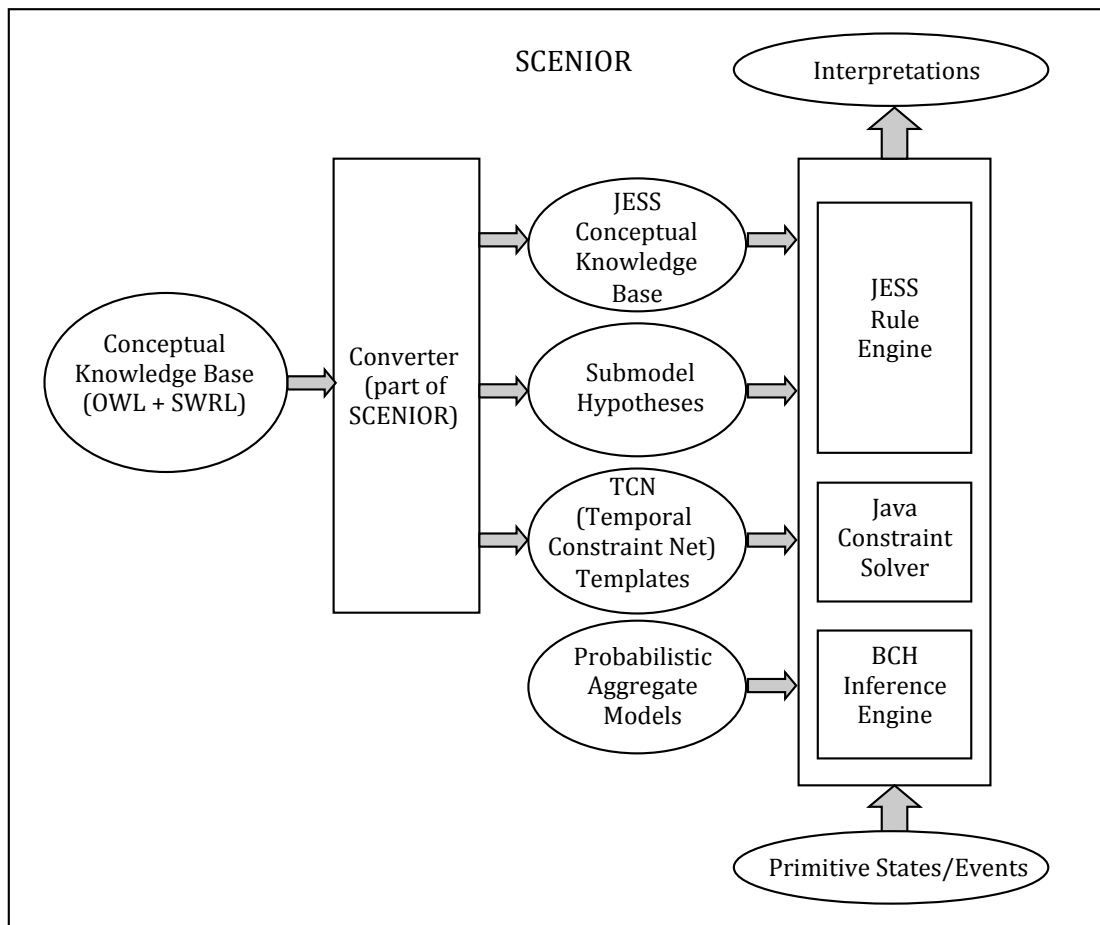 SCENIOR
Interpretations
JESS
Conceptual
Knowledge
Base
JESS
Rule
Engine
Conceptual
Knowledge Base
(OWL + SWRL)
Converter
(part of
SCENIOR)
Submodel
Hypotheses
TCN
(Temporal
Constraint Net)
Templates
Java
Constraint
Solver
Probabilistic
Aggregate
Models
BCH
Inference
Engine
Primitive States/Events